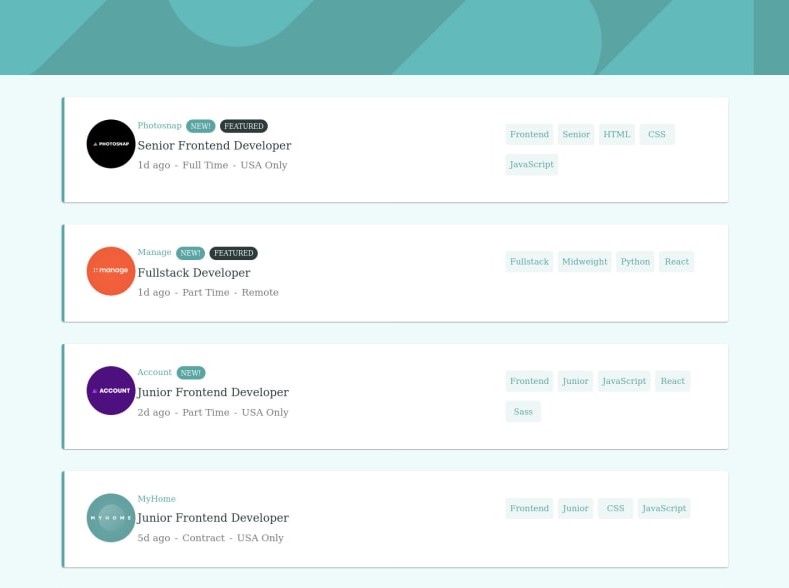 PHOTOSNAP
Photosnap NEW! FEATURED
Senior Frontend Developer
1d ago - Full Time - USA Only
Frontend Senior HTML CSS
JavaScript
manage
Manage NEW! FEATURED
Fullstack Developer
1d ago - Part Time - Remote
Fullstack Midweight Python React
ACCOUNT
Account NEW!
Junior Frontend Developer
2d ago - Part Time - USA Only
Frontend Junior JavaScript React
Sass
MYHOME
MyHome
Junior Frontend Developer
5d ago - Contract - USA Only
Frontend Junior CSS JavaScript